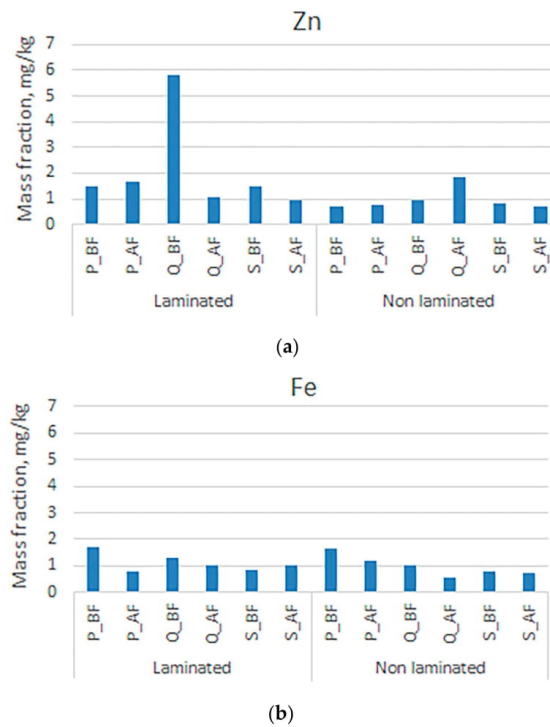 Zn
Mass fraction, mg/kg
7
6
5
4
3
2
1
0
P_BF
P_AF
Q_BF
Q_AF
S_BF
S_AF
P_BF
P_AF
Q_BF
Q_AF
S_BF
S_AF
Laminated
Non laminated
(a)
Fe
Mass fraction, mg/kg
7
6
5
4
3
2
1
0
P_BF
P_AF
Q_BF
Q_AF
S_BF
S_AF
P_BF
P_AF
Q_BF
Q_AF
S_BF
S_AF
Laminated
Non laminated
(b)